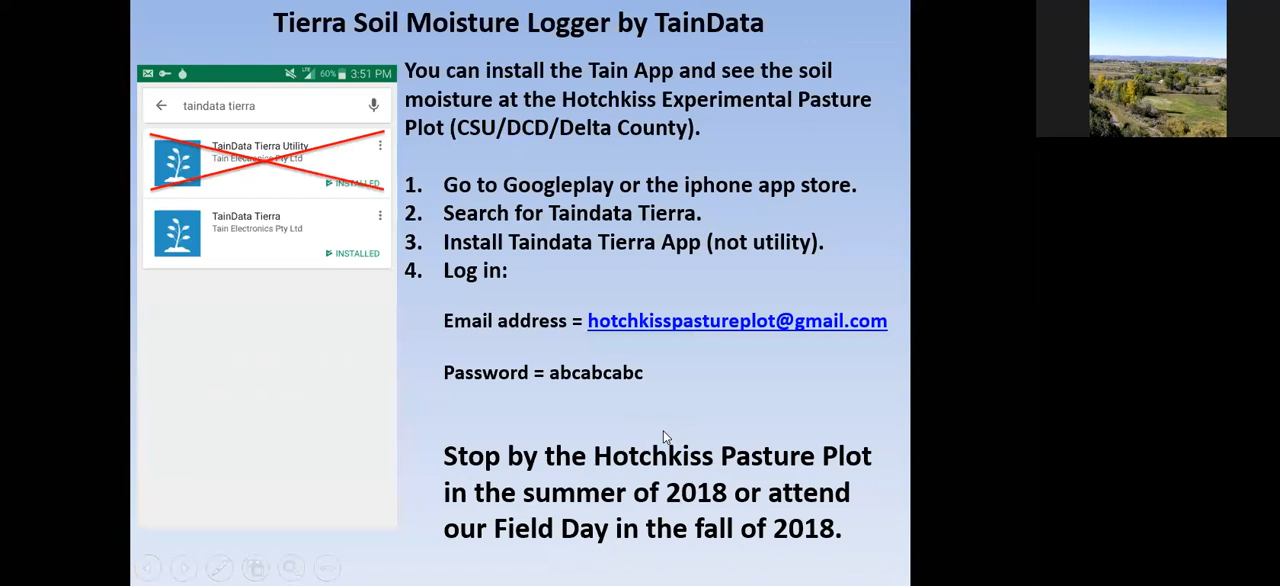 Tierra Soil Moisture Logger by TainData
60% 3:51 PM
taindata tierra
TainData Tierra Utility
Tain Electronics Pty Ltd
INSTALLED
TainData Tierra
Tain Electronics Pty Ltd
INSTALLED
You can install the Tain App and see the soil
moisture at the Hotchkiss Experimental Pasture
Plot (CSU/DCD/Delta County).
1. Go to Googleplay or the iphone app store.
2. Search for Taindata Tierra.
3. Install Taindata Tierra App (not utility).
4. Log in:
Email address = hotchkisspastureplot@gmail.com
Password = abcabcabc
Stop by the Hotchkiss Pasture Plot
in the summer of 2018 or attend
our Field Day in the fall of 2018.